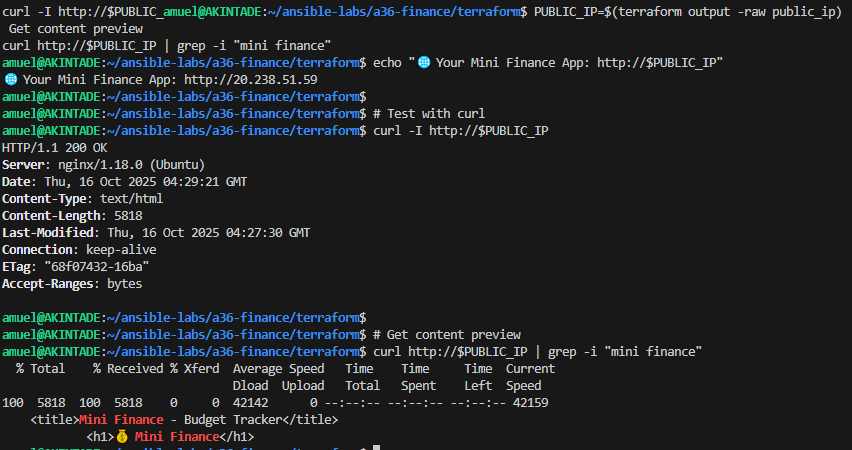 curl -I http://$PUBLIC_amuel@AKINTADE:~/ansible-labs/a36-finance/terraform$ PUBLIC_IP=$(terraform output -raw public_ip)
Get content preview
curl http://$PUBLIC_IP | grep -i "mini finance"
amuel@AKINTADE:~/ansible-labs/a36-finance/terraform$ echo "🌐 Your Mini Finance App: http://$PUBLIC_IP"
🌐 Your Mini Finance App: http://20.238.51.59
amuel@AKINTADE:~/ansible-labs/a36-finance/terraform$
amuel@AKINTADE:~/ansible-labs/a36-finance/terraform$ # Test with curl
amuel@AKINTADE:~/ansible-labs/a36-finance/terraform$ curl -I http://$PUBLIC_IP
HTTP/1.1 200 OK
Server: nginx/1.18.0 (Ubuntu)
Date: Thu, 16 Oct 2025 04:29:21 GMT
Content-Type: text/html
Content-Length: 5818
Last-Modified: Thu, 16 Oct 2025 04:27:30 GMT
Connection: keep-alive
ETag: "68f07432-16ba"
Accept-Ranges: bytes
amuel@AKINTADE:~/ansible-labs/a36-finance/terraform$
amuel@AKINTADE:~/ansible-labs/a36-finance/terraform$ # Get content preview
amuel@AKINTADE:~/ansible-labs/a36-finance/terraform$ curl http://$PUBLIC_IP | grep -i "mini finance"
% Total % Received % Xferd Average Speed Time Time Time Current
Dload Upload Total Spent Left Speed
100 5818 100 5818 0 0 42142 0 --:--:-- --:--:-- --:--:-- 42159
<title>Mini Finance - Budget Tracker</title>
<h1>💰 Mini Finance</h1>
amuel@AKINTADE:~/ansible-labs/a36-finance/terraform$